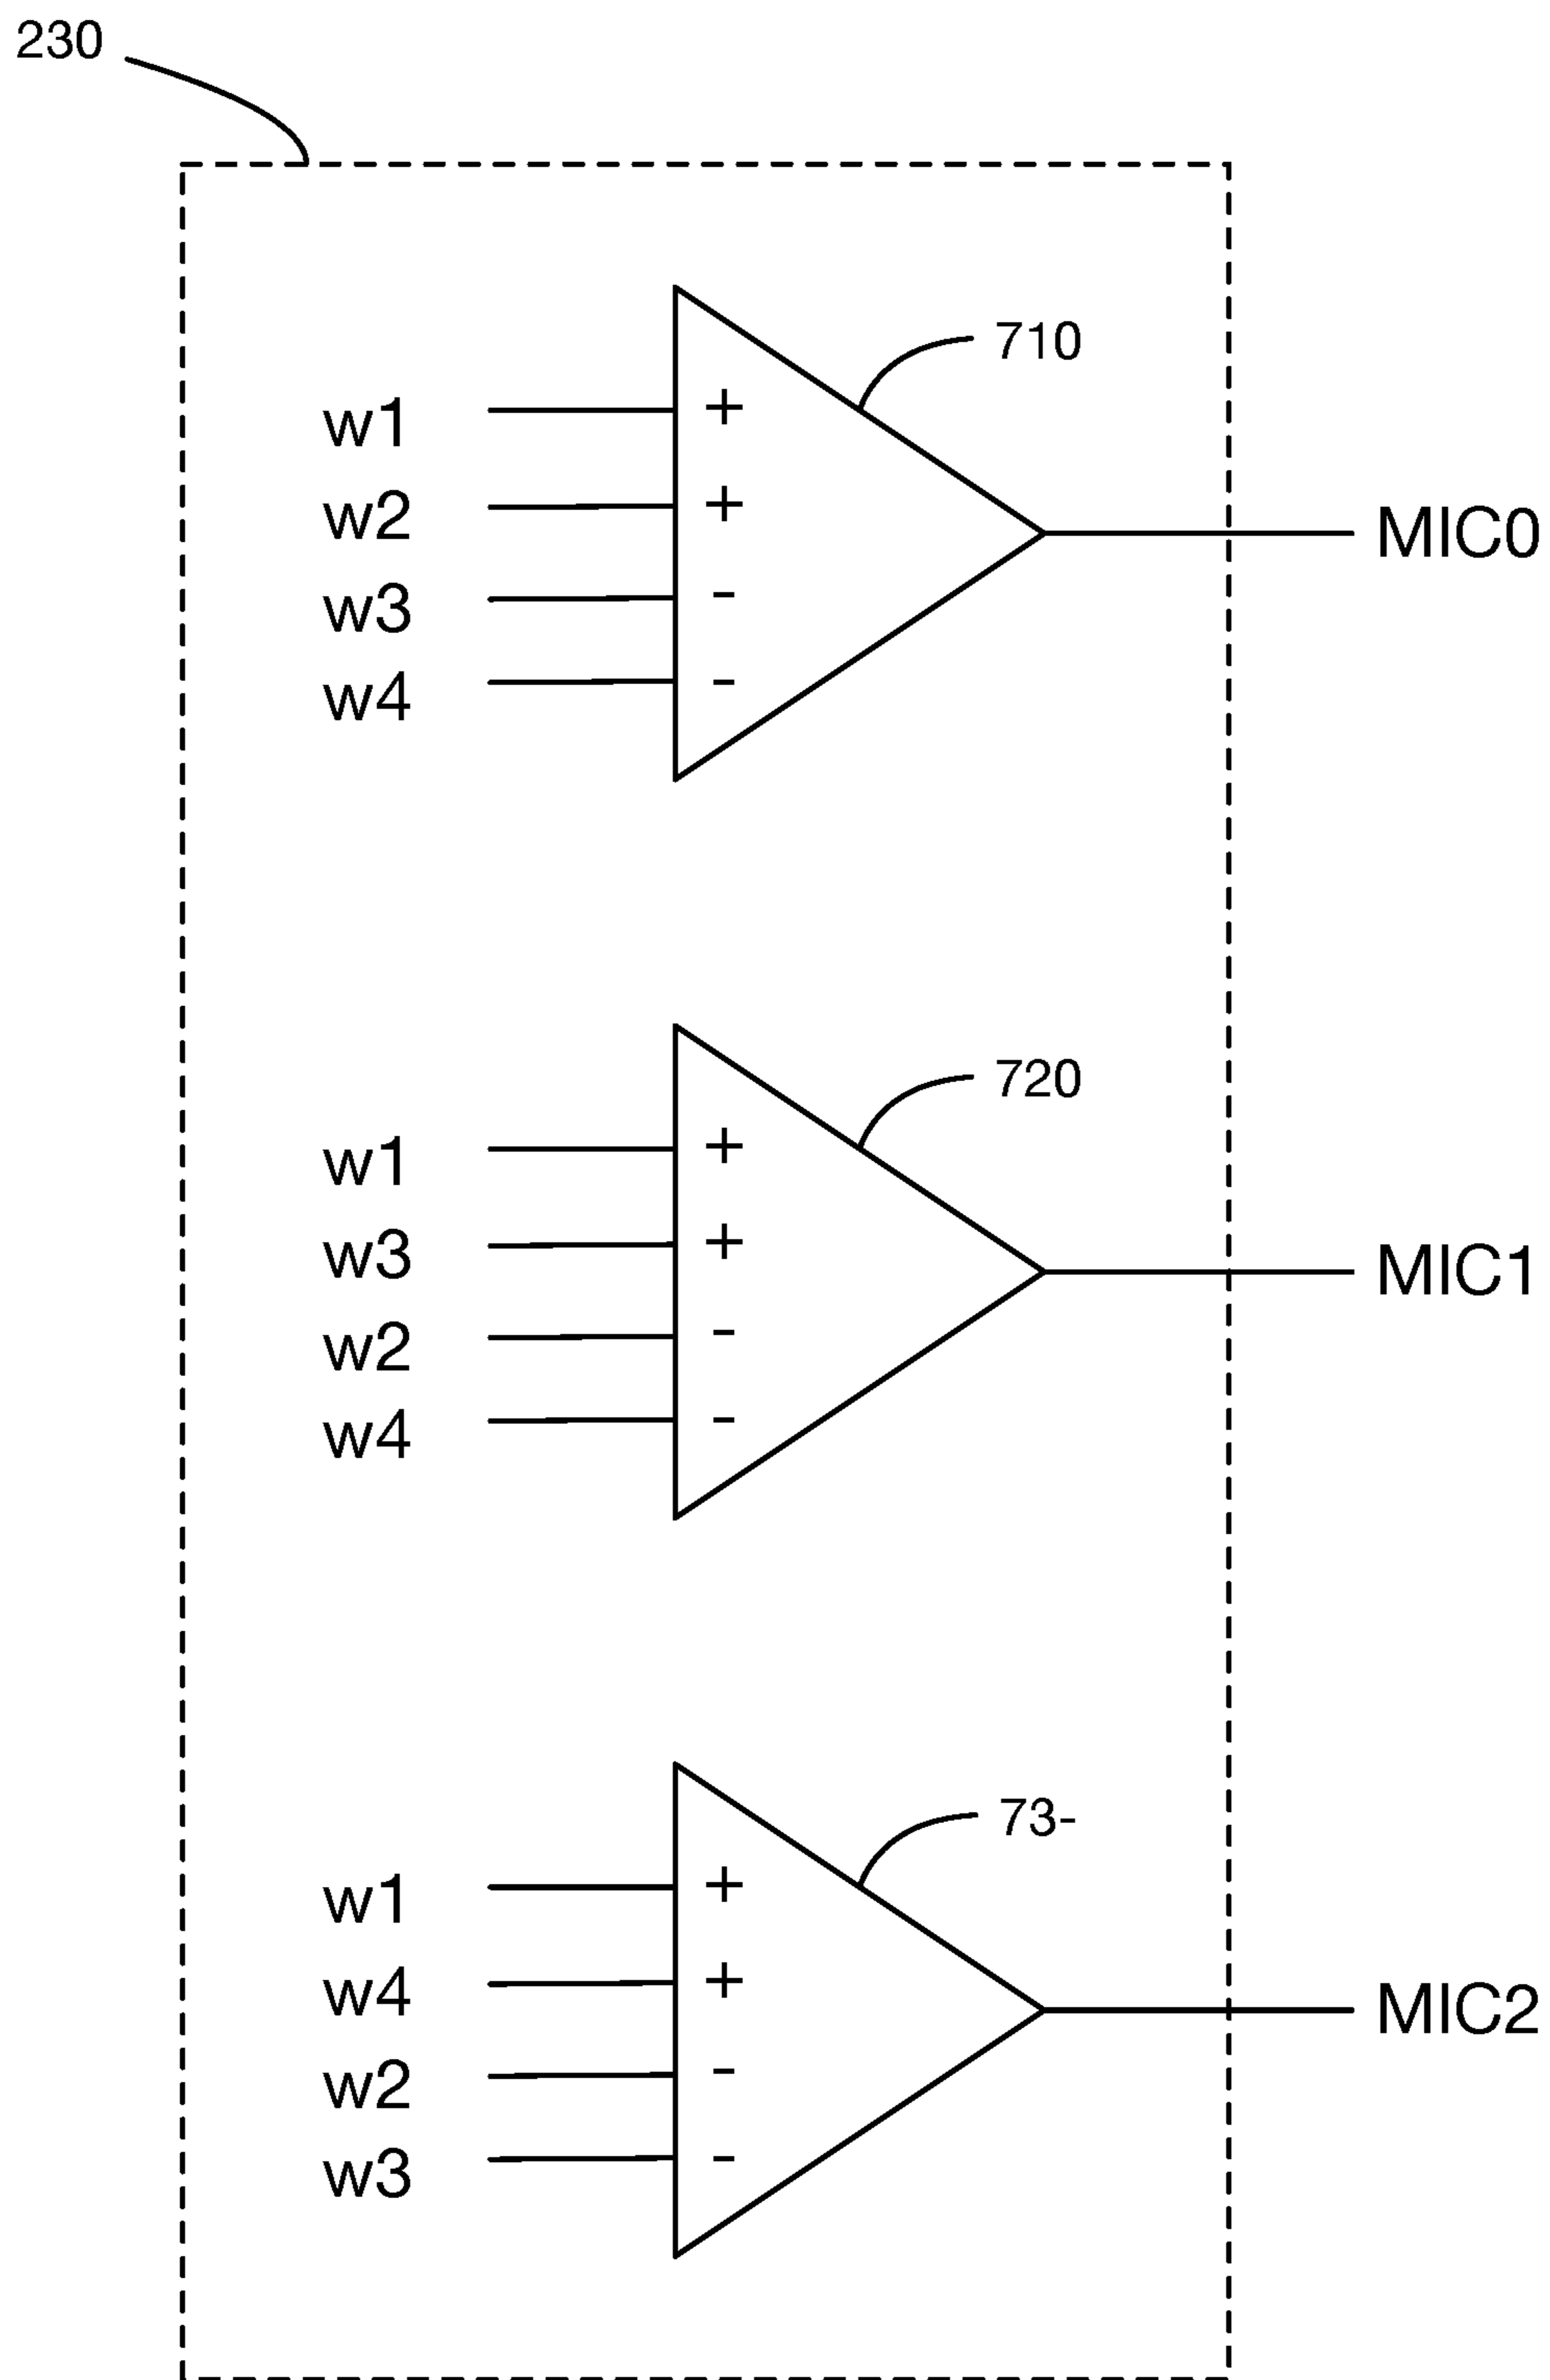 230
710
w1 +
w2 +
MIC0
w3 -
w4 -
720
w1 +
w3 +
MIC1
w2 -
w4 -
73-
w1 +
w4 +
MIC2
w2 -
w3 -